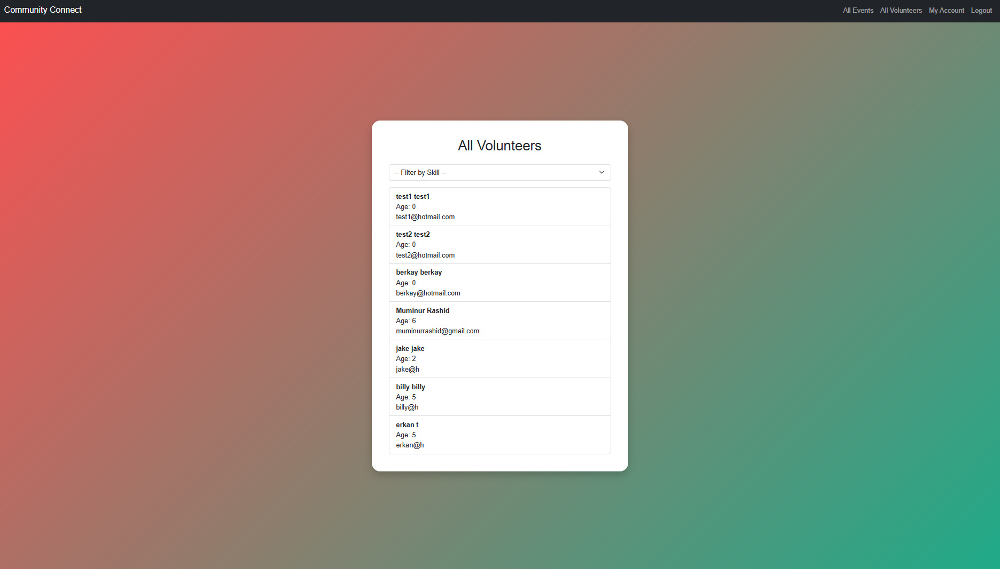 Community Connect
All Events All Volunteers My Account Logout
All Volunteers
-- Filter by Skill --
test1 test1
Age: 0
test1@hotmail.com
test2 test2
Age: 0
test2@hotmail.com
berkay berkay
Age: 0
berkay@hotmail.com
Muminur Rashid
Age: 6
muminurrashid@gmail.com
jake jake
Age: 2
jake@h
billy billy
Age: 5
billy@h
erkan t
Age: 5
erkan@h